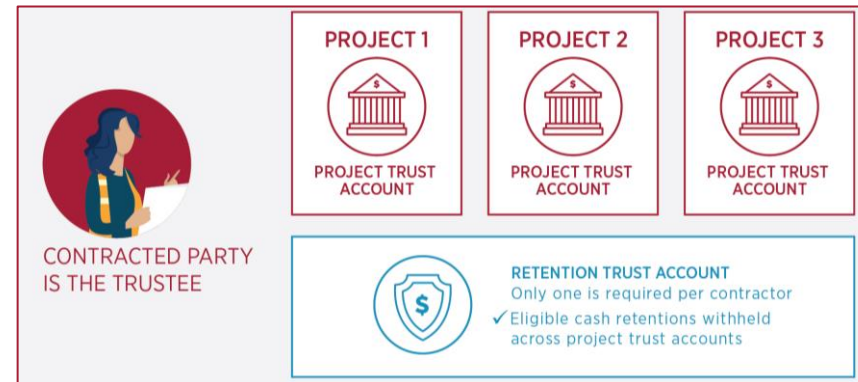 PROJECT 1
PROJECT TRUST
ACCOUNT
PROJECT 2
PROJECT TRUST
ACCOUNT
PROJECT 3
PROJECT TRUST
ACCOUNT
CONTRACTED PARTY
IS THE TRUSTEE
$
$
$
$
RETENTION TRUST ACCOUNT
Only one is required per contractor
✓Eligible cash retentions withheld
across project trust accounts